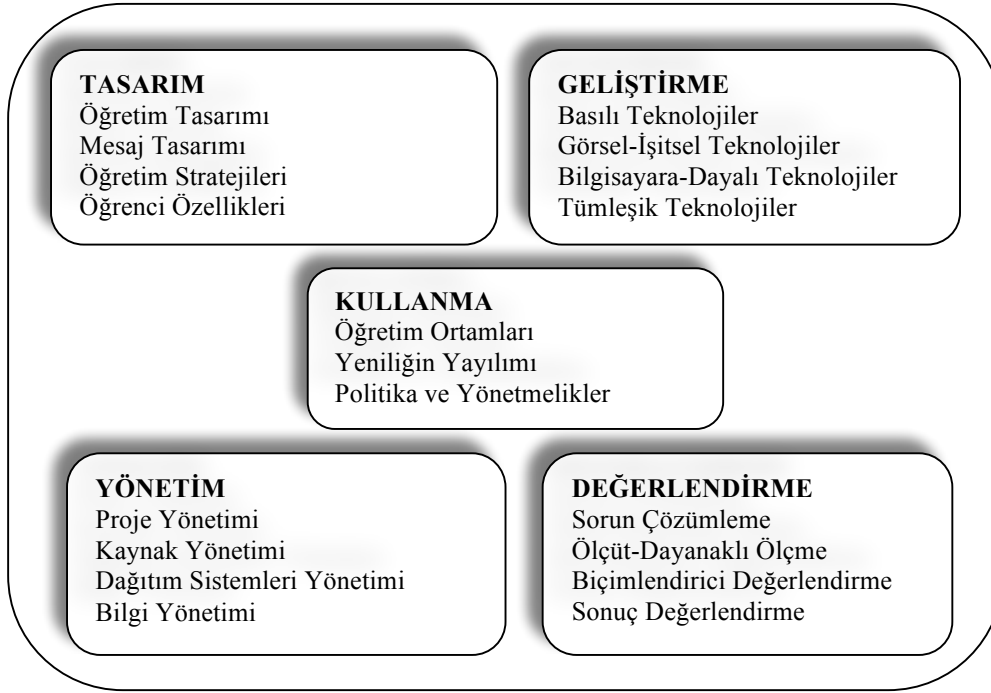 TASARIM
Öğretim Tasarımı
Mesaj Tasarımı
Öğretim Stratejileri
Öğrenci Özellikleri
GELİŞTİRME
Basılı Teknolojiler
Görsel-İşitsel Teknolojiler
Bilgisayara-Dayalı Teknolojiler
Tümleşik Teknolojiler
KULLANMA
Öğretim Ortamları
Yeniliğin Yayılımı
Politika ve Yönetmelikler
YÖNETİM
Proje Yönetimi
Kaynak Yönetimi
Dağıtım Sistemleri Yönetimi
Bilgi Yönetimi
DEĞERLENDİRME
Sorun Çözümleme
Ölçüt-Dayanaklı Ölçme
Biçimlendirici Değerlendirme
Sonuç Değerlendirme